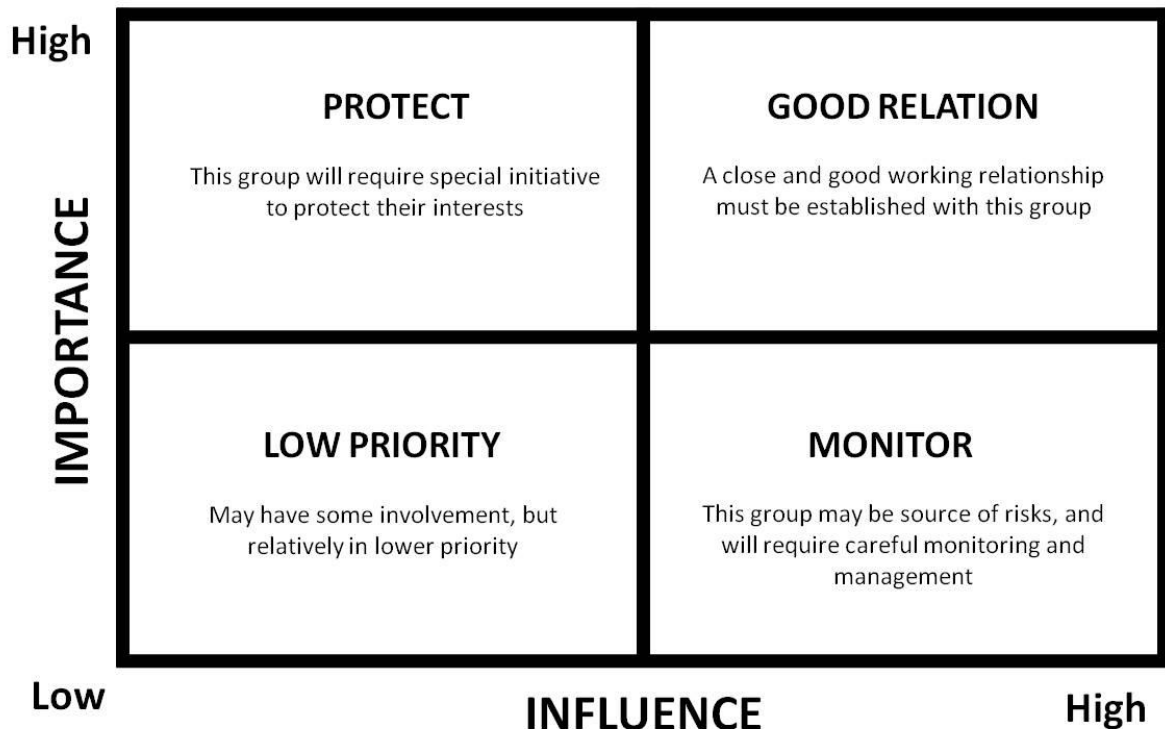 High
PROTECT
This group will require special initiative
to protect their interests
GOOD RELATION
A close and good working relationship
must be established with this group
IMPORTANCE
LOW PRIORITY
May have some involvement, but
relatively in lower priority
MONITOR
This group may be source of risks, and
will require careful monitoring and
management
Low
INFLUENCE
High